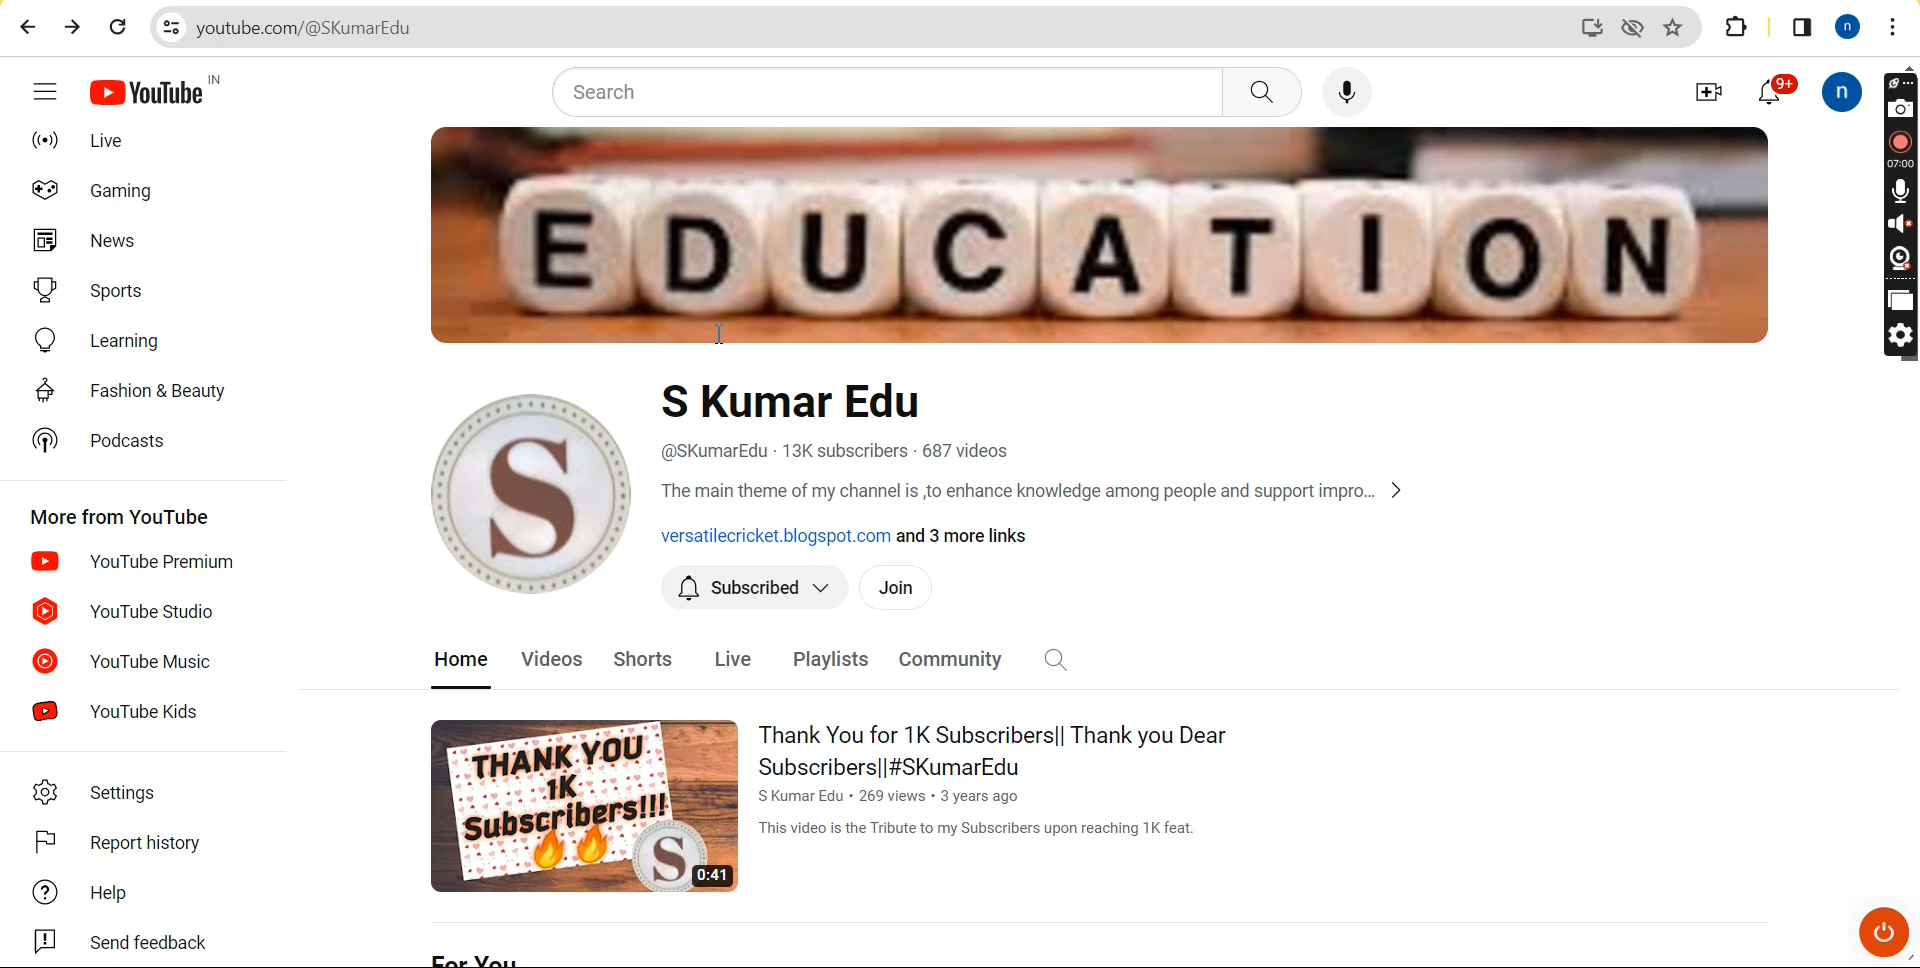 youtube.com/@SKumarEdu
n
YouTube IN
Search
9+
n
07:00
Live
Gaming
News
Sports
Learning
Fashion & Beauty
Podcasts
More from YouTube
YouTube Premium
YouTube Studio
YouTube Music
YouTube Kids
Settings
Report history
Help
Send feedback
EDUCATION
S
S Kumar Edu
@SKumarEdu · 13K subscribers · 687 videos
The main theme of my channel is ,to enhance knowledge among people and support impro...
versatilecricket.blogspot.com and 3 more links
Subscribed
Join
Home Videos Shorts Live Playlists Community
THANK YOU
1K
Subscribers!!!
S
0:41
Thank You for 1K Subscribers|| Thank you Dear
Subscribers||#SKumarEdu
S Kumar Edu • 269 views • 3 years ago
This video is the Tribute to my Subscribers upon reaching 1K feat.
For You